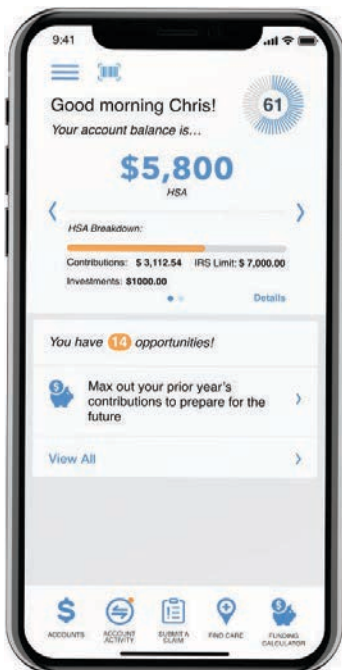 9:41
Good morning Chris!
61
Your account balance is...
$5,800
HSA
HSA Breakdown:
Contributions: $ 3,112.54 IRS Limit: $ 7,000.00
Investments: $1000.00
Details
You have 14 opportunities!
Max out your prior year's
contributions to prepare for the
future
View All
ACCOUNTS
ACCOUNT
ACTIVITY
SUBMIT A
CLAIM
FIND CARE
FUNDING
CALCULATOR